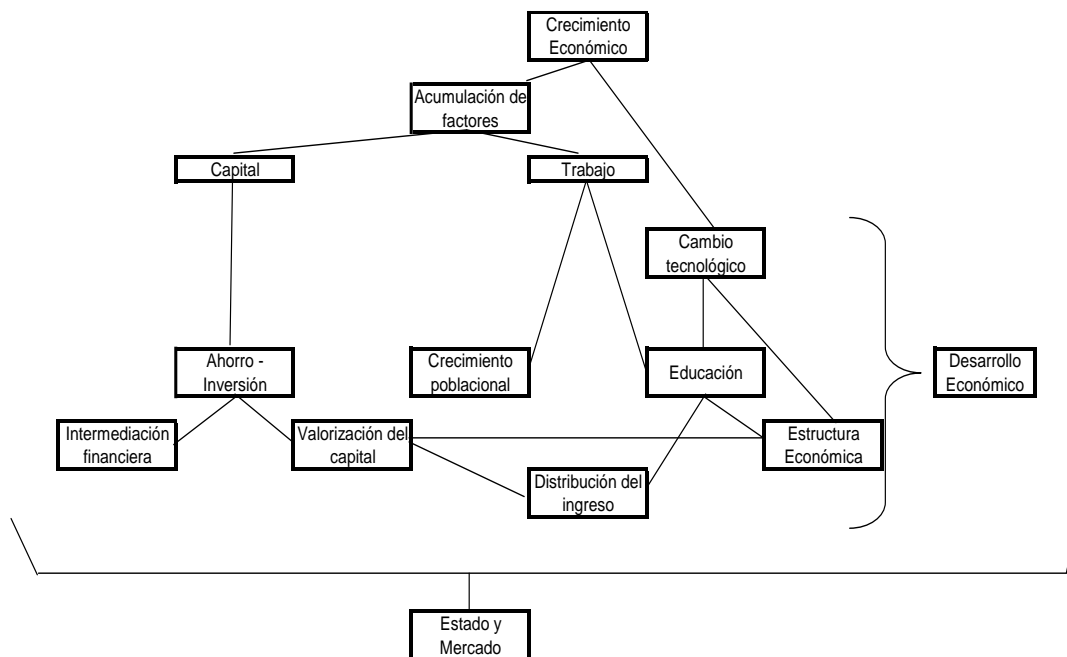 Crecimiento
Económico
Acumulación de
factores
Capital
Trabajo
Cambio
tecnológico
Ahorro -
Inversión
Crecimiento
poblacional
Educación
Desarrollo
Económico
Intermediación
financiera
Valorización del
capital
Estructura
Económica
Distribución del
ingreso
Estado y
Mercado